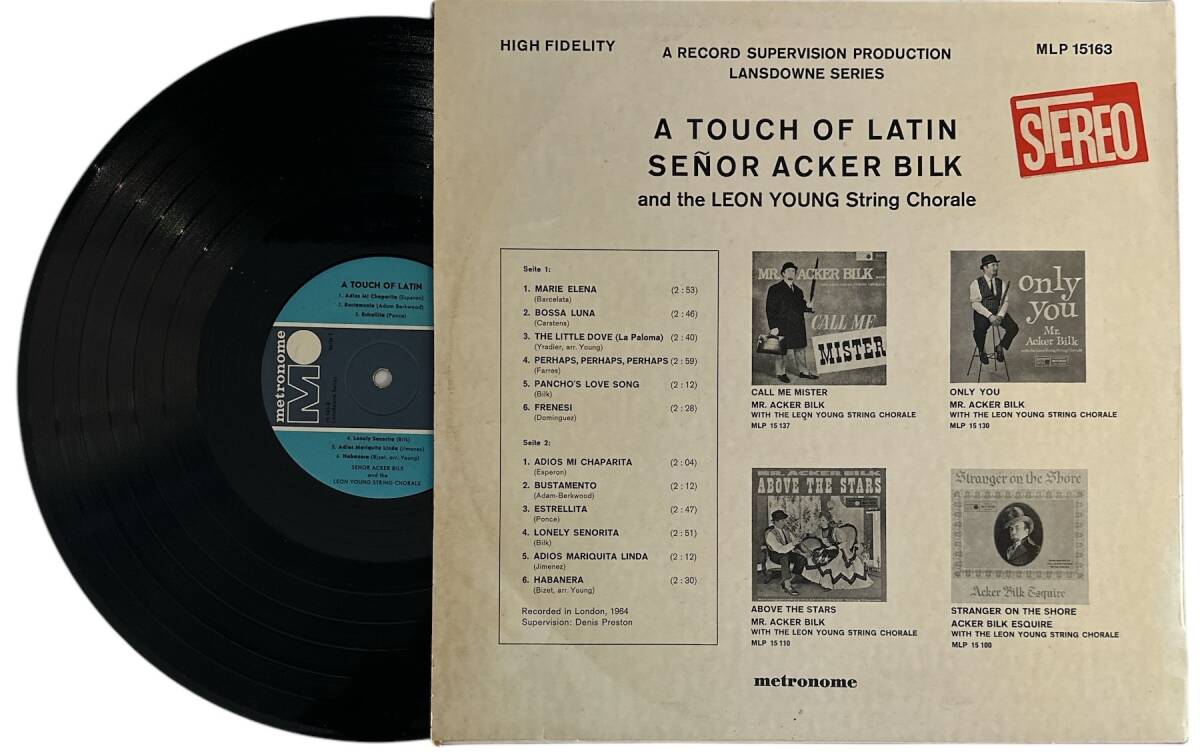 A TOUCH OF LATIN
1. Adios Mi Chaparita (Esperon)
2. Bustamento (Adam Berkwood)
3. Estrellita (Ponce)
metronome
4. Lonely Senorita (Bilk)
5. Adios Mariquita Linda (Jimenez)
6. Habanera (Bizet, arr. Young)
SEÑOR ACKER BILK
and the
LEON YOUNG STRING CHORALE
HIGH FIDELITY
A RECORD SUPERVISION PRODUCTION
LANSDOWNE SERIES
MLP 15163
STEREO
A TOUCH OF LATIN
SEÑOR ACKER BILK
and the LEON YOUNG String Chorale
Seite 1:
1. MARIE ELENA (2:53)
(Barcelata)
2. BOSSA LUNA (2:46)
(Carstens)
3. THE LITTLE DOVE (La Paloma) (2:40)
(Yradier, arr. Young)
4. PERHAPS, PERHAPS, PERHAPS (2:59)
(Farres)
5. PANCHO'S LOVE SONG (2:12)
(Bilk)
6. FRENESI (2:28)
(Dominguez)
Seite 2:
1. ADIOS MI CHAPARITA (2:04)
(Esperon)
2. BUSTAMENTO (2:12)
(Adam-Berkwood)
3. ESTRELLITA (2:47)
(Ponce)
4. LONELY SENORITA (2:51)
(Bilk)
5. ADIOS MARIQUITA LINDA (2:12)
(Jimenez)
6. HABANERA (2:30)
(Bizet, arr. Young)
Recorded in London, 1964
Supervision: Denis Preston
MR. ACKER BILK
CALL ME
MISTER
CALL ME MISTER
MR. ACKER BILK
WITH THE LEON YOUNG STRING CHORALE
MLP 15 137
only
you
Mr.
Acker Bilk
ONLY YOU
MR. ACKER BILK
WITH THE LEON YOUNG STRING CHORALE
MLP 15 130
MR. ACKER BILK
ABOVE THE STARS
ABOVE THE STARS
MR. ACKER BILK
WITH THE LEON YOUNG STRING CHORALE
MLP 15 110
Stranger on the Shore
Acker Bilk Esquire
STRANGER ON THE SHORE
ACKER BILK ESQUIRE
WITH THE LEON YOUNG STRING CHORALE
MLP 15 100
metronome